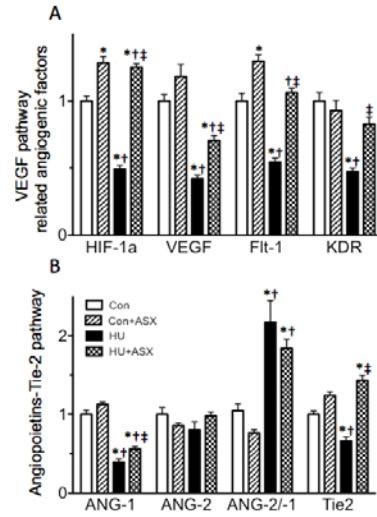 A
VEGF pathway
related angiogenic factors
1
0
* *†‡ *†
*†‡ *†
* †‡ *†
‡ *†
HIF-1a VEGF Flt-1 KDR
B
Angiopoietins-Tie-2 pathway
2
1
0
Con
Con+ASX
HU
HU+ASX
*† *†
*‡
*† *†‡
*†
ANG-1 ANG-2 ANG-2/-1 Tie2